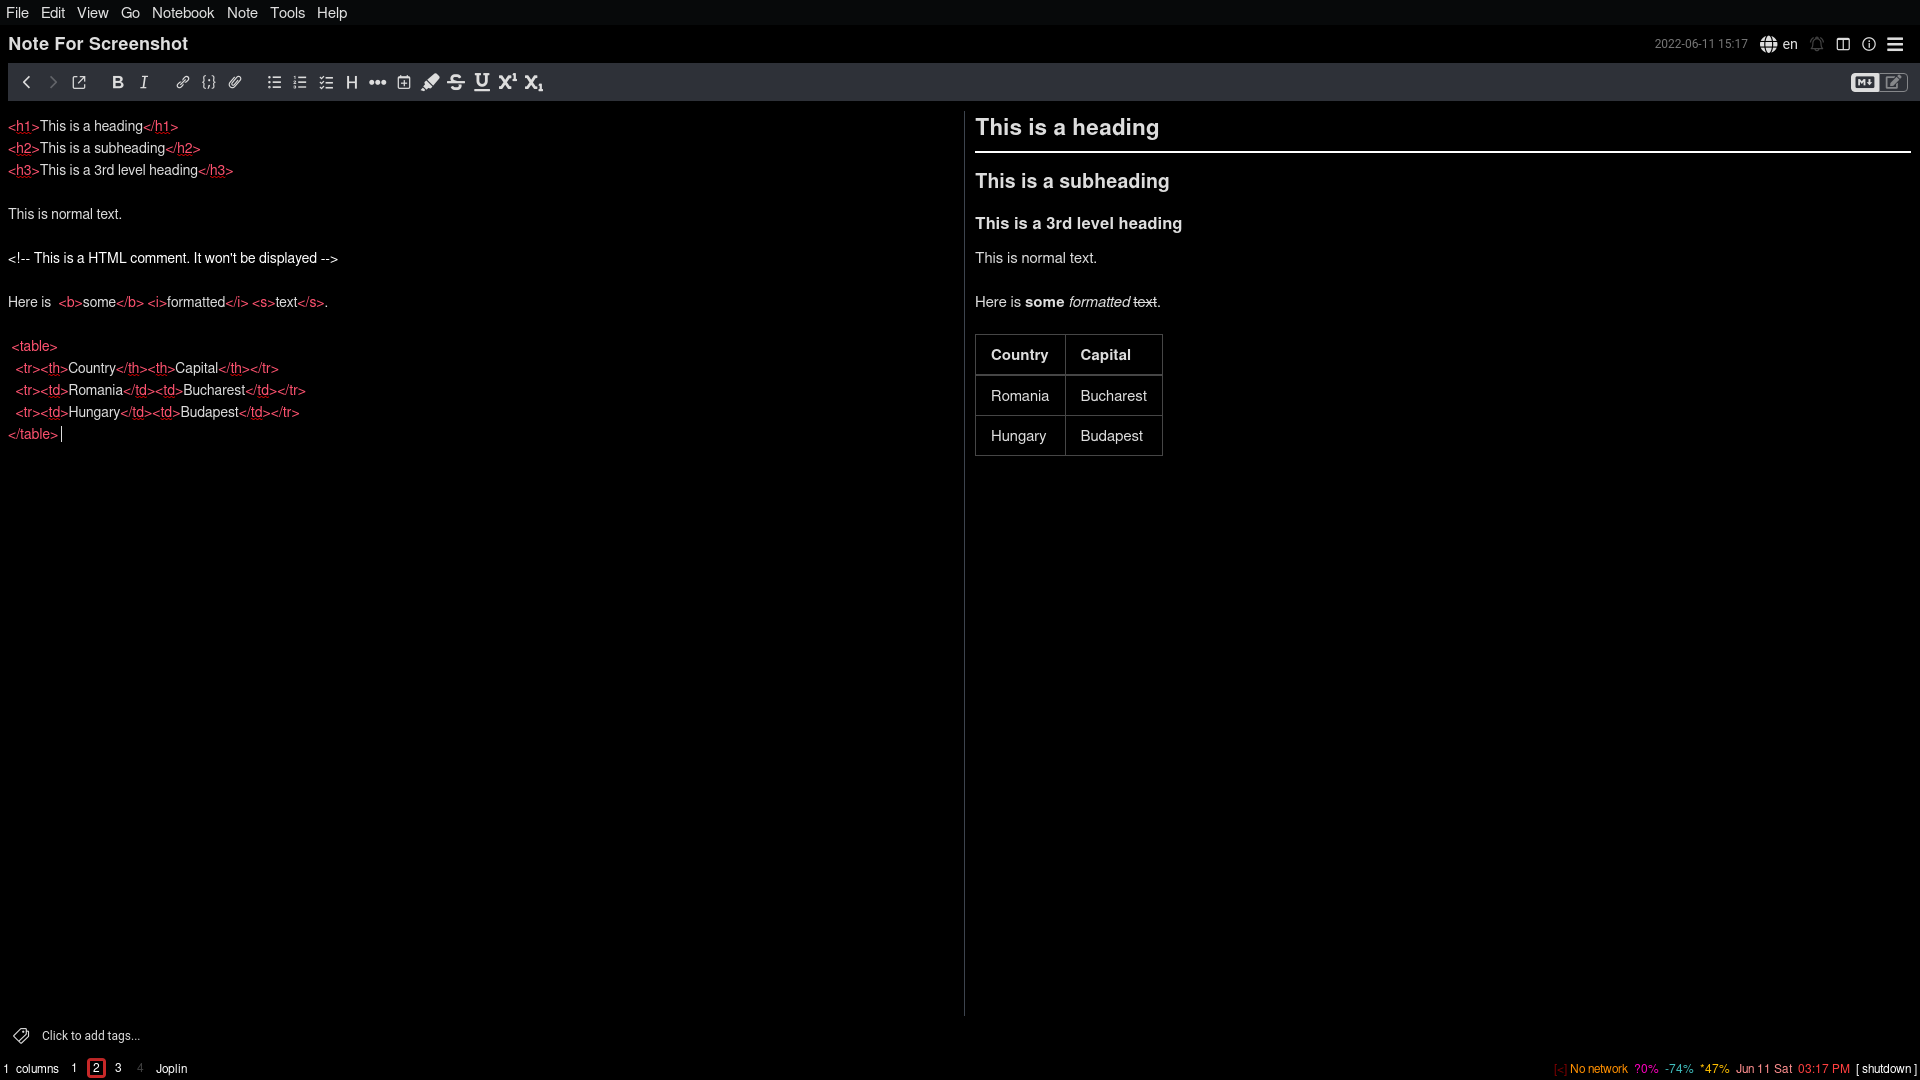 File Edit View Go Notebook Note Tools Help
Note For Screenshot
2022-06-11 15:17 en
B I H S U X¹ X₁ M↓
<h1>This is a heading</h1>
<h2>This is a subheading</h2>
<h3>This is a 3rd level heading</h3>
This is normal text.
<!-- This is a HTML comment. It won't be displayed -->
Here is  <b>some</b> <i>formatted</i> <s>text</s>.
<table>
<tr><th>Country</th><th>Capital</th></tr>
<tr><td>Romania</td><td>Bucharest</td></tr>
<tr><td>Hungary</td><td>Budapest</td></tr>
</table>
This is a heading
This is a subheading
This is a 3rd level heading
This is normal text.
Here is some formatted text.
Country Capital
Romania Bucharest
Hungary Budapest
Click to add tags...
1 columns 1 2 3 4 Joplin
[<] No network ?0% -74% *47% Jun 11 Sat 03:17 PM [ shutdown ]